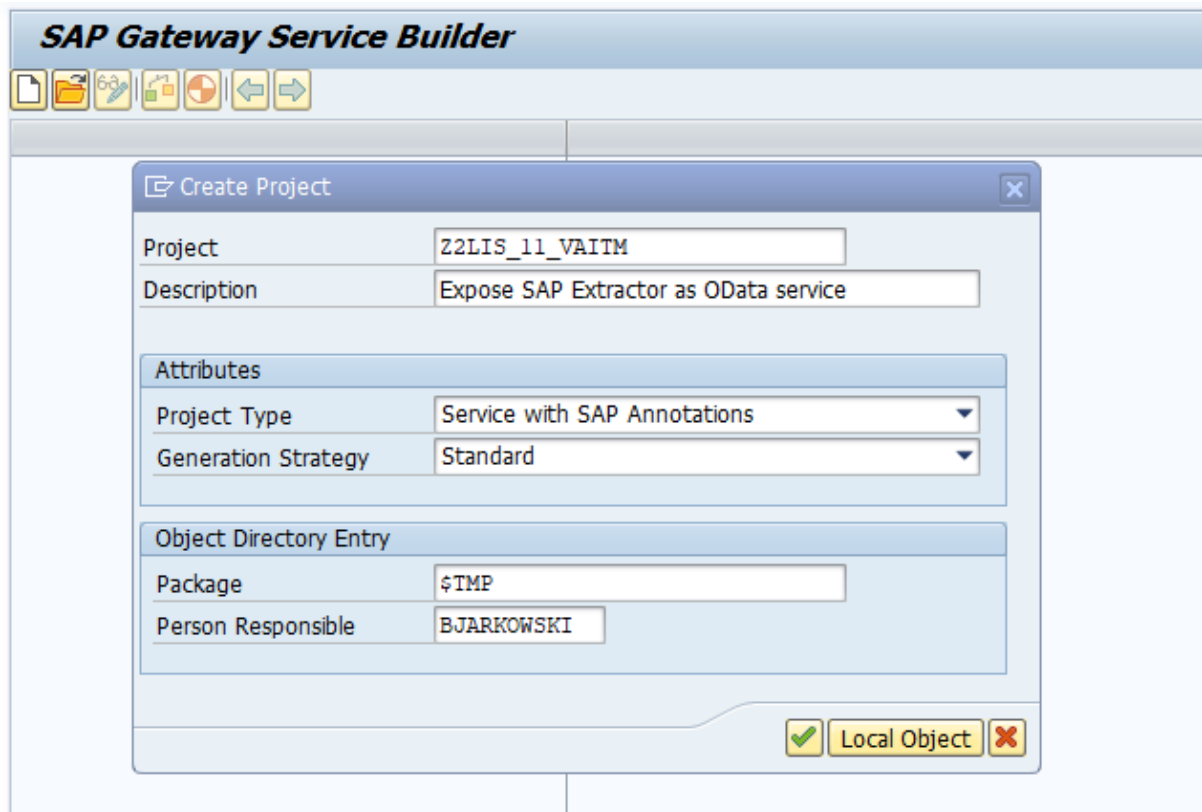 SAP Gateway Service Builder
Create Project
Project Z2LIS_11_VAITM
Description Expose SAP Extractor as OData service
Attributes
Project Type Service with SAP Annotations
Generation Strategy Standard
Object Directory Entry
Package $TMP
Person Responsible BJARKOWSKI
Local Object